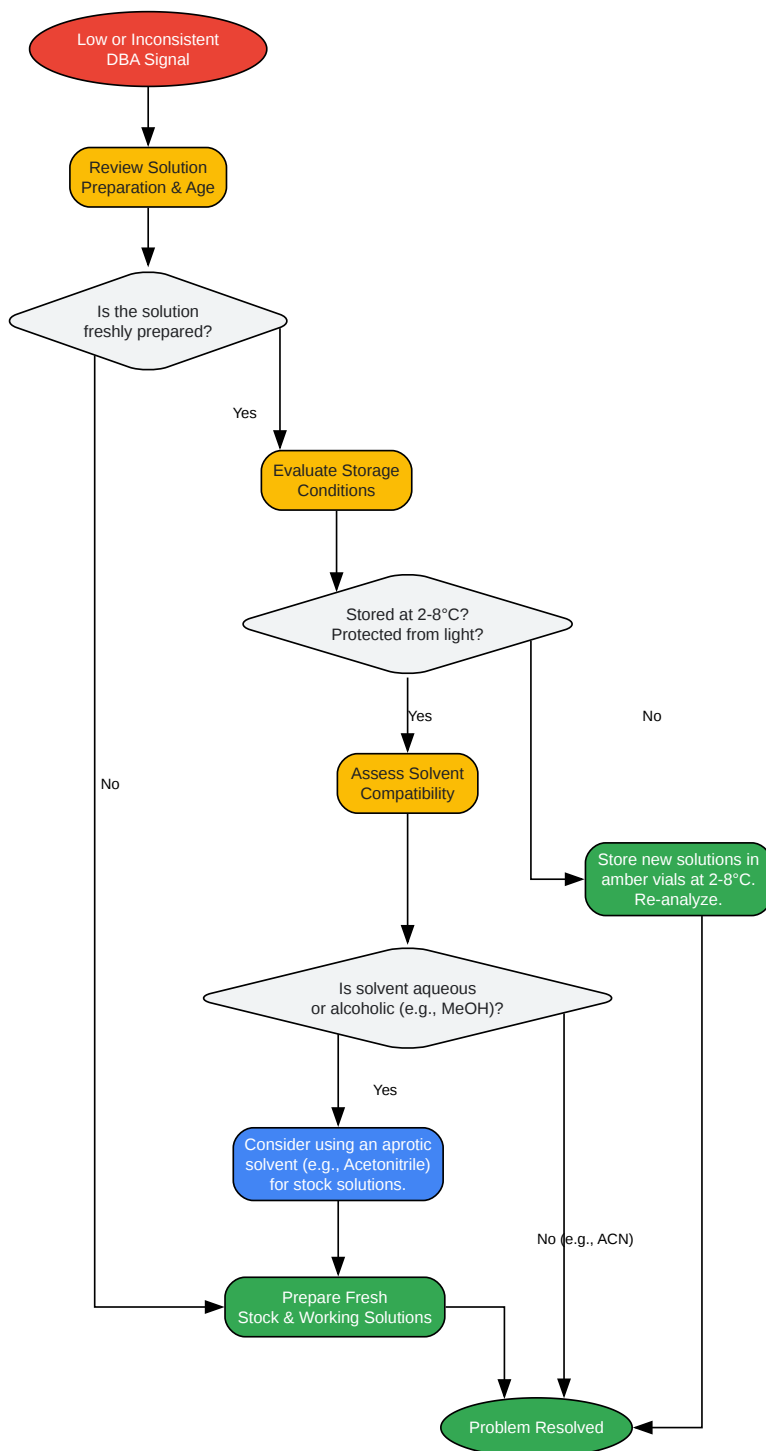 Low or Inconsistent
DBA Signal
Review Solution
Preparation & Age
Is the solution
freshly prepared?
Yes
Evaluate Storage
Conditions
Stored at 2-8°C?
Protected from light?
Yes
No
Assess Solvent
Compatibility
No
Store new solutions in
amber vials at 2-8°C.
Re-analyze.
Is solvent aqueous
or alcoholic (e.g., MeOH)?
Yes
Consider using an aprotic
solvent (e.g., Acetonitrile)
for stock solutions.
No (e.g., ACN)
Prepare Fresh
Stock & Working Solutions
Problem Resolved